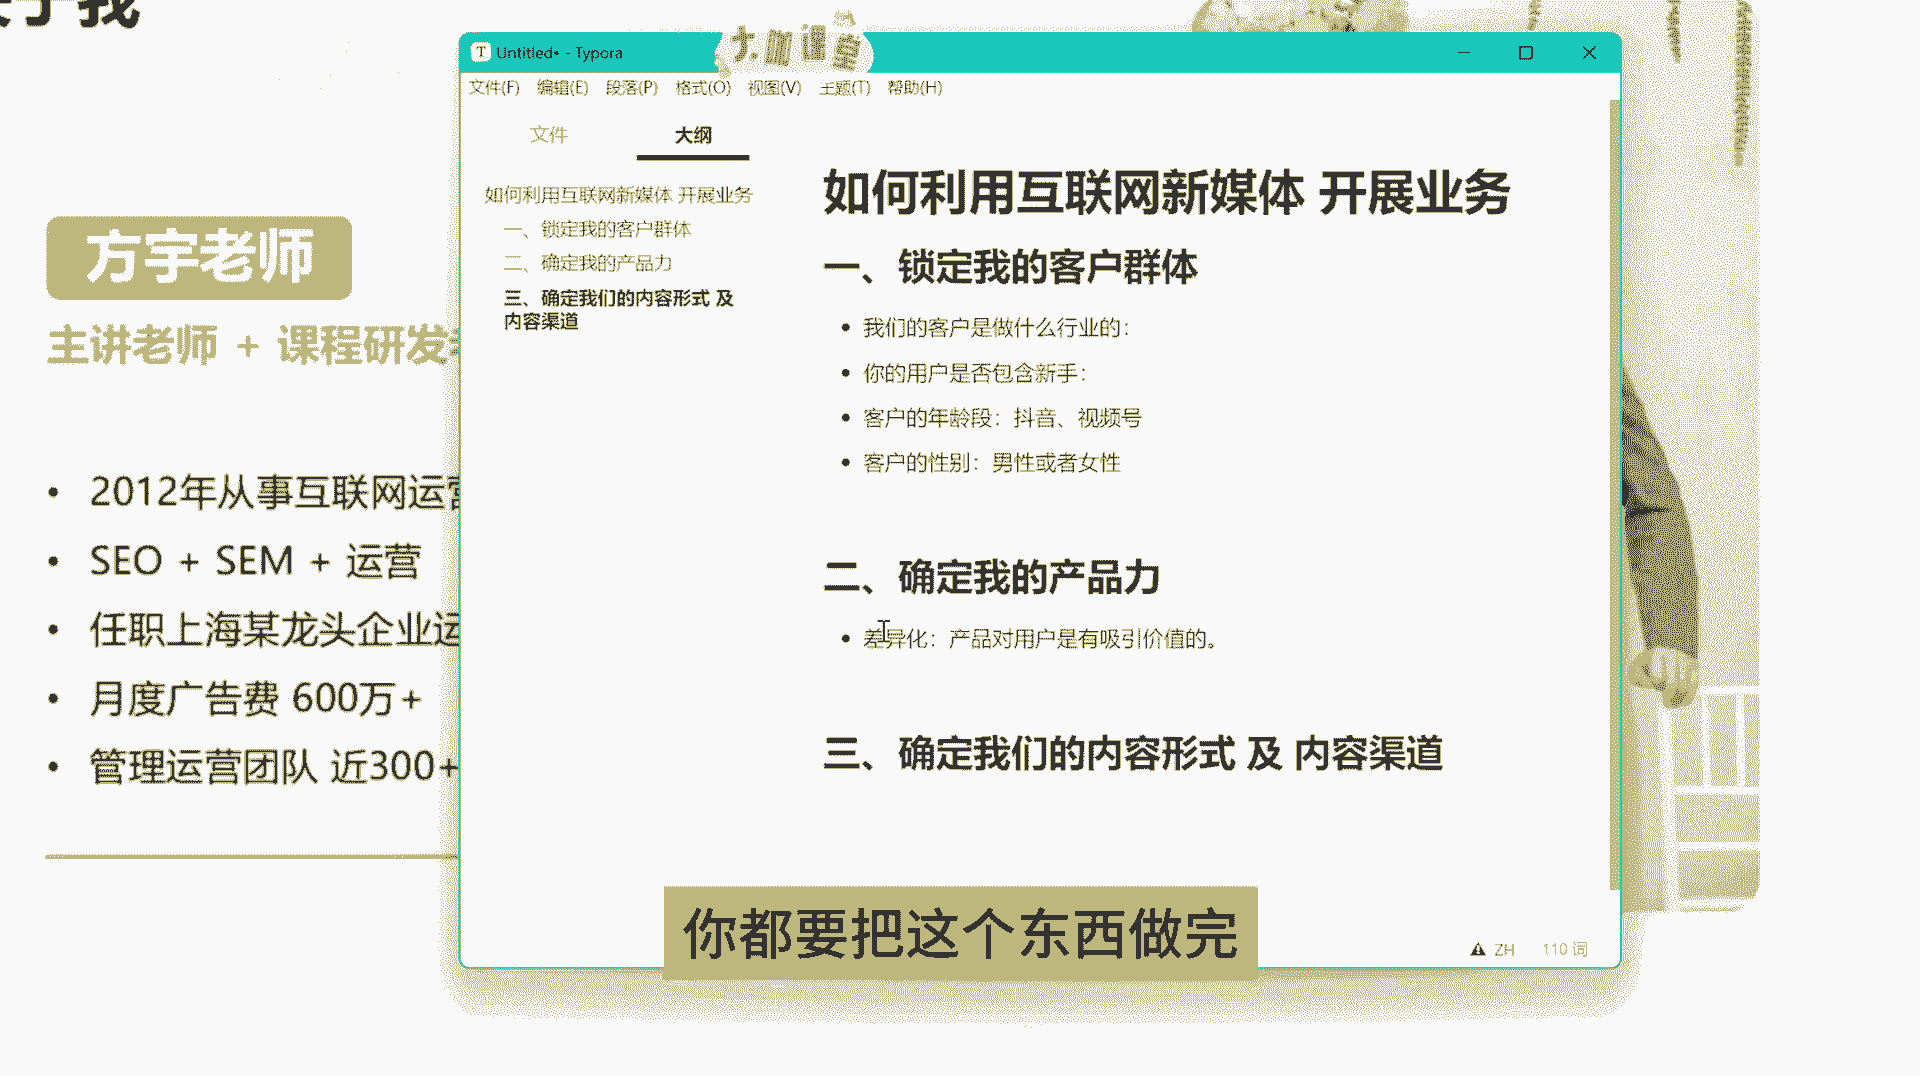 关于我
方宇老师
主讲老师 + 课程研发
2012年从事互联网运营
SEO + SEM + 运营
任职上海某龙头企业运
月度广告费 600万+
管理运营团队 近300+
大咖课堂
Untitled• - Typora
文件(F) 编辑(E) 段落(P) 格式(O) 视图(V) 主题(T) 帮助(H)
文件 大纲
如何利用互联网新媒体 开展业务
一、锁定我的客户群体
二、确定我的产品力
三、确定我们的内容形式 及
内容渠道
如何利用互联网新媒体 开展业务
一、锁定我的客户群体
我们的客户是做什么行业的：
你的用户是否包含新手：
客户的年龄段：抖音、视频号
客户的性别：男性或者女性
二、确定我的产品力
差异化：产品对用户是有吸引价值的。
三、确定我们的内容形式 及 内容渠道
ZH 110 词
你都要把这个东西做完